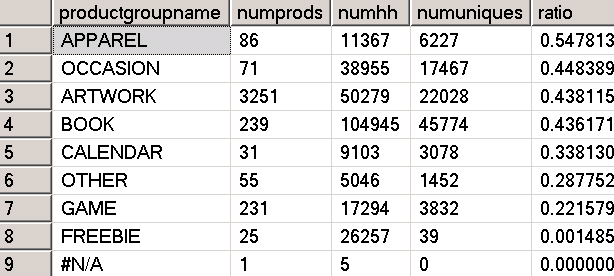 productgroupname numprods numhh numuniques ratio
1 APPAREL 86 11367 6227 0.547813
2 OCCASION 71 38955 17467 0.448389
3 ARTWORK 3251 50279 22028 0.438115
4 BOOK 239 104945 45774 0.436171
5 CALENDAR 31 9103 3078 0.338130
6 OTHER 55 5046 1452 0.287752
7 GAME 231 17294 3832 0.221579
8 FREEBIE 25 26257 39 0.001485
9 #N/A 1 5 0 0.000000